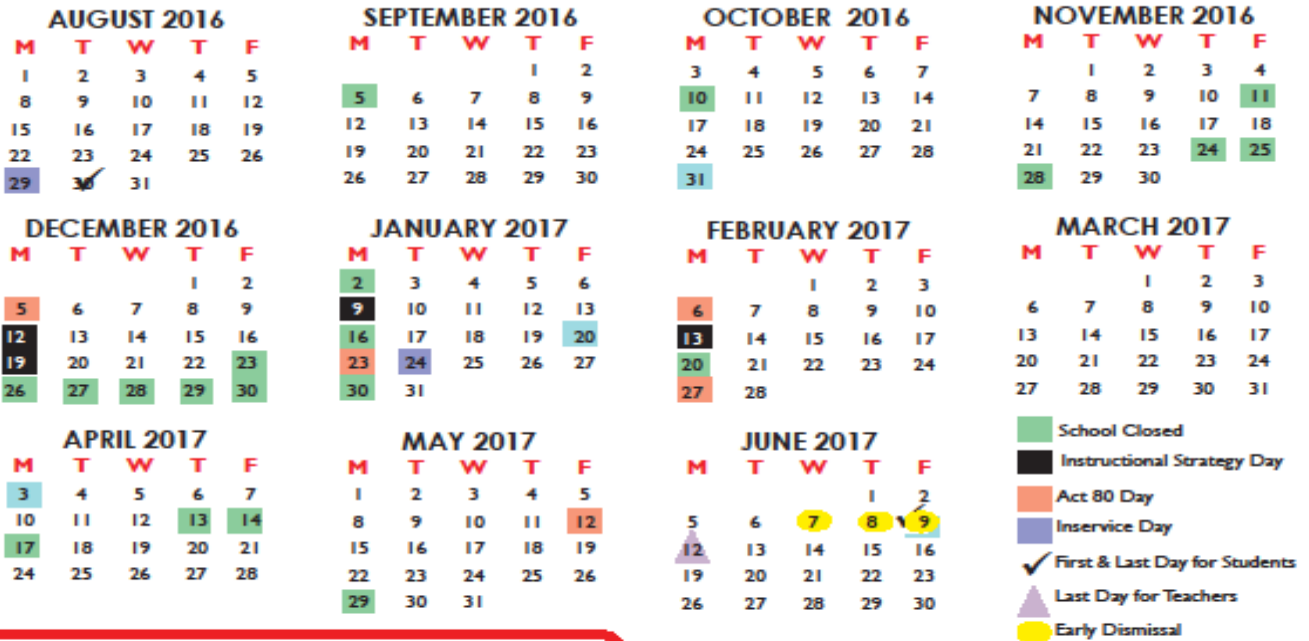 AUGUST 2016
M T W T F
1 2 3 4 5
8 9 10 11 12
15 16 17 18 19
22 23 24 25 26
29 30 31
SEPTEMBER 2016
M T W T F
1 2
5 6 7 8 9
12 13 14 15 16
19 20 21 22 23
26 27 28 29 30
OCTOBER 2016
M T W T F
3 4 5 6 7
10 11 12 13 14
17 18 19 20 21
24 25 26 27 28
31
NOVEMBER 2016
M T W T F
1 2 3 4
7 8 9 10 11
14 15 16 17 18
21 22 23 24 25
28 29 30
DECEMBER 2016
M T W T F
1 2
5 6 7 8 9
12 13 14 15 16
19 20 21 22 23
26 27 28 29 30
JANUARY 2017
M T W T F
2 3 4 5 6
9 10 11 12 13
16 17 18 19 20
23 24 25 26 27
30 31
FEBRUARY 2017
M T W T F
1 2 3
6 7 8 9 10
13 14 15 16 17
20 21 22 23 24
27 28
MARCH 2017
M T W T F
1 2 3
6 7 8 9 10
13 14 15 16 17
20 21 22 23 24
27 28 29 30 31
APRIL 2017
M T W T F
3 4 5 6 7
10 11 12 13 14
17 18 19 20 21
24 25 26 27 28
MAY 2017
M T W T F
1 2 3 4 5
8 9 10 11 12
15 16 17 18 19
22 23 24 25 26
29 30 31
JUNE 2017
M T W T F
1 2
5 6 7 8 9
12 13 14 15 16
19 20 21 22 23
26 27 28 29 30
School Closed
Instructional Strategy Day
Act 80 Day
Inservice Day
First & Last Day for Students
Last Day for Teachers
Early Dismissal